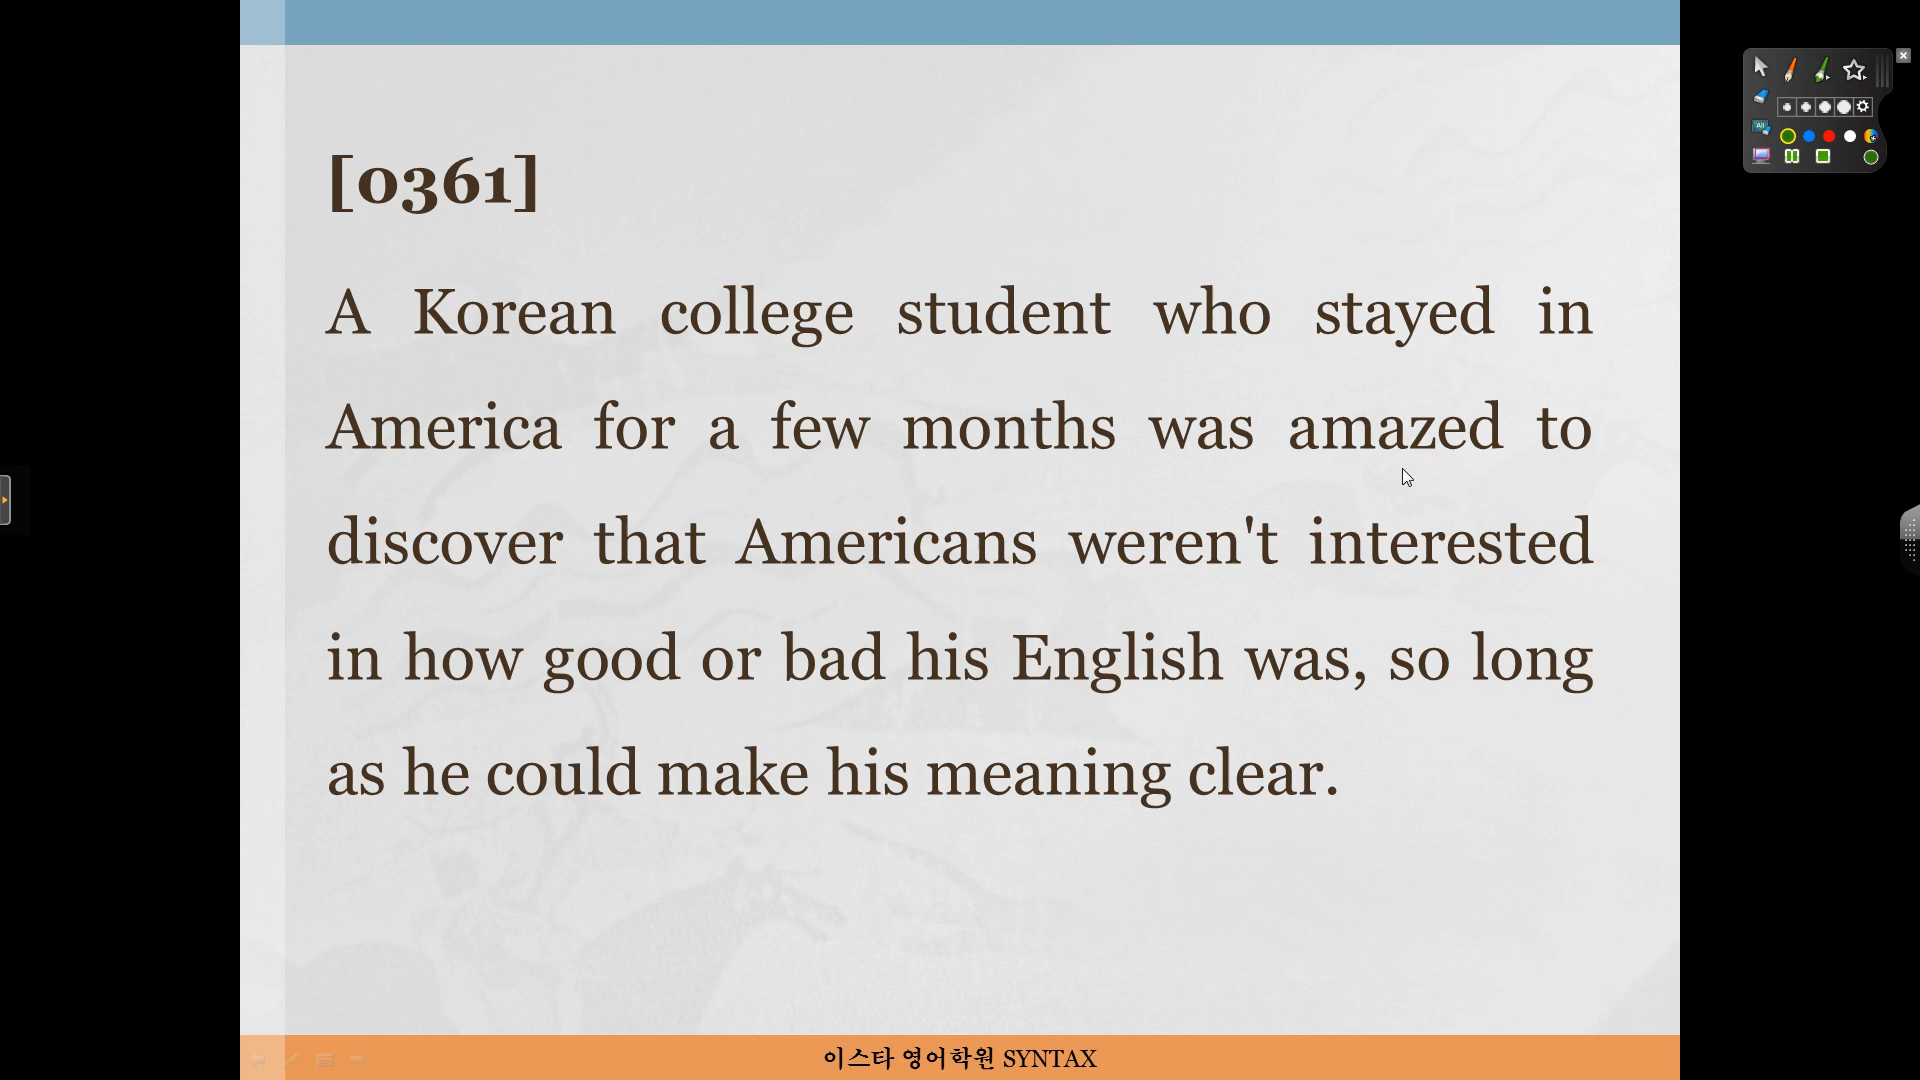 [0361]
A Korean college student who stayed in
America for a few months was amazed to
discover that Americans weren't interested
in how good or bad his English was, so long
as he could make his meaning clear.
이스타 영어학원 SYNTAX